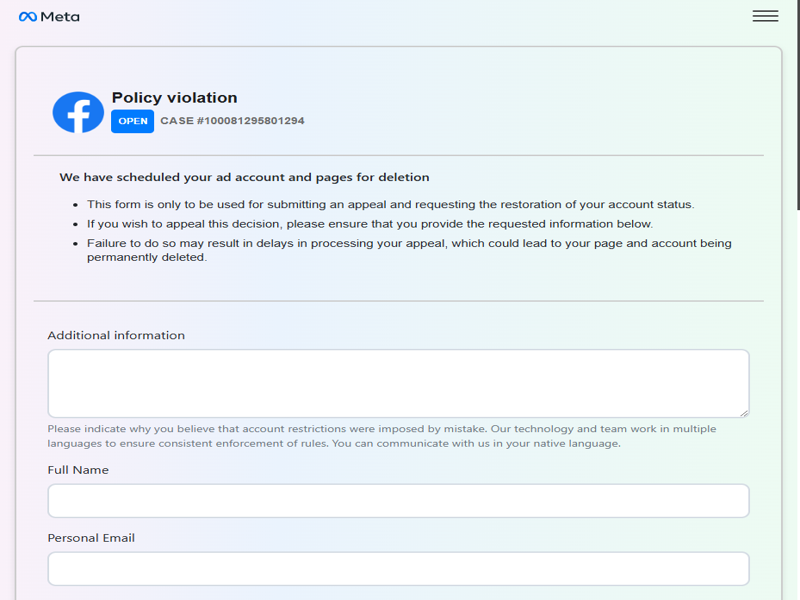 Meta
Policy violation
OPEN CASE #100081295801294
We have scheduled your ad account and pages for deletion
• This form is only to be used for submitting an appeal and requesting the restoration of your account status.
• If you wish to appeal this decision, please ensure that you provide the requested information below.
• Failure to do so may result in delays in processing your appeal, which could lead to your page and account being
permanently deleted.
Additional information
Please indicate why you believe that account restrictions were imposed by mistake. Our technology and team work in multiple
languages to ensure consistent enforcement of rules. You can communicate with us in your native language.
Full Name
Personal Email